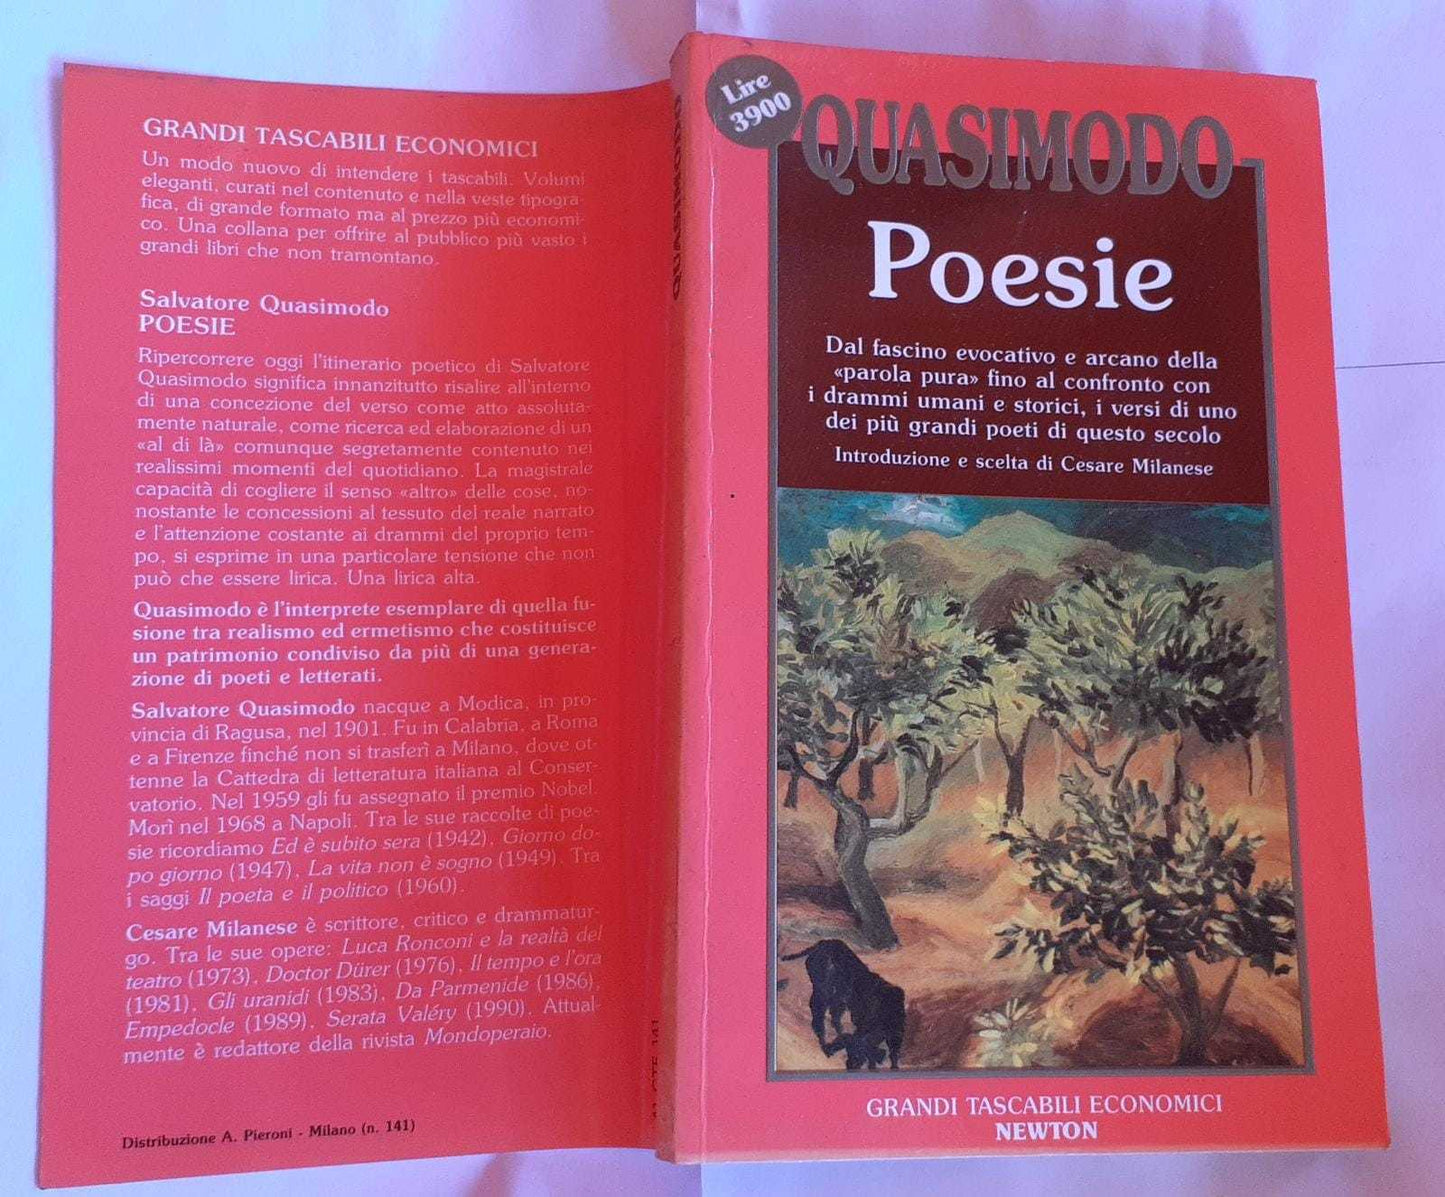 GRANDI TASCABILI ECONOMICI
Un modo nuovo di intendere i tascabili. Volumi
eleganti, curati nel contenuto e nella veste tipogra-
fica, di grande formato ma al prezzo più economi-
co. Una collana per offrire al pubblico più vasto i
grandi libri che non tramontano.
Salvatore Quasimodo
POESIE
Ripercorrere oggi l'itinerario poetico di Salvatore
Quasimodo significa innanzitutto risalire all'interno
di una concezione del verso come atto assoluta-
mente naturale, come ricerca ed elaborazione di un
«al di là» comunque segretamente contenuto nei
realissimi momenti del quotidiano. La magistrale
capacità di cogliere il senso «altro» delle cose, no-
nostante le concessioni al tessuto del reale narrato
e l'attenzione costante ai drammi del proprio tem-
po, si esprime in una particolare tensione che non
può che essere lirica. Una lirica alta.
Quasimodo è l'interprete esemplare di quella fu-
sione tra realismo ed ermetismo che costituisce
un patrimonio condiviso da più di una genera-
zione di poeti e letterati.
Salvatore Quasimodo nacque a Modica, in pro-
vincia di Ragusa, nel 1901. Fu in Calabria, a Roma
e a Firenze finché non si trasferì a Milano, dove ot-
tenne la Cattedra di letteratura italiana al Conser-
vatorio. Nel 1959 gli fu assegnato il premio Nobel.
Morì nel 1968 a Napoli. Tra le sue raccolte di poe-
sie ricordiamo Ed è subito sera (1942), Giorno do-
po giorno (1947), La vita non è sogno (1949). Tra
i saggi Il poeta e il politico (1960).
Cesare Milanese è scrittore, critico e drammatur-
go. Tra le sue opere: Luca Ronconi e la realtà del
teatro (1973), Doctor Dürer (1976), Il tempo e l'ora
(1981), Gli uranidi (1983), Da Parmenide (1986),
Empedocle (1989), Serata Valéry (1990). Attual-
mente è redattore della rivista Mondoperaio.
Distribuzione A. Pieroni - Milano (n. 141)
QUASIMODO
GTE 141
Lire
3900
QUASIMODO
Poesie
Dal fascino evocativo e arcano della
«parola pura» fino al confronto con
i drammi umani e storici, i versi di uno
dei più grandi poeti di questo secolo
Introduzione e scelta di Cesare Milanese
GRANDI TASCABILI ECONOMICI
NEWTON